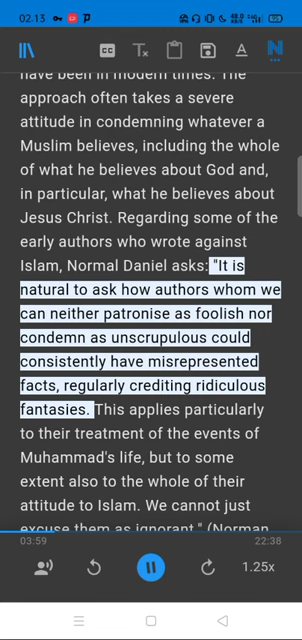 02.13
have been in modern times. The
approach often takes a severe
attitude in condemning whatever a
Muslim believes, including the whole
of what he believes about God and,
in particular, what he believes about
Jesus Christ. Regarding some of the
early authors who wrote against
Islam, Normal Daniel asks: "It is
natural to ask how authors whom we
can neither patronise as foolish nor
condemn as unscrupulous could
consistently have misrepresented
facts, regularly crediting ridiculous
fantasies. This applies particularly
to their treatment of the events of
Muhammad's life, but to some
extent also to the whole of their
attitude to Islam. We cannot just
excuse them as ignorant." (Norman
03:59 22:38
1.25x